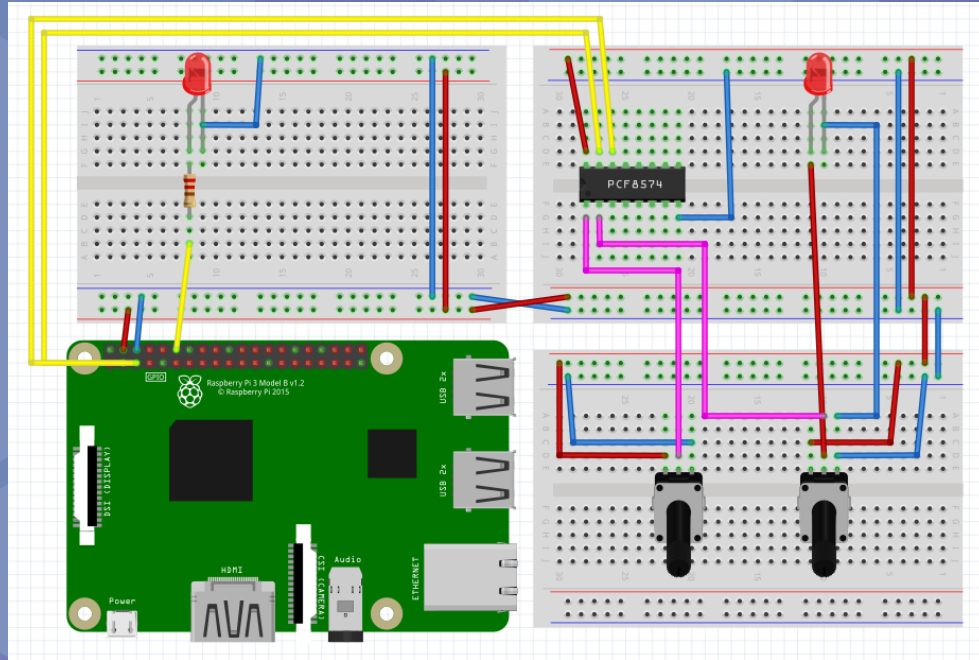 PCF8574
GPIO
Raspberry Pi 3 Model B v1.2
© Raspberry Pi 2015
USB 2x
USB 2x
DSI (DISPLAY)
CSI (CAMERA)
Audio
ETHERNET
HDMI
Power